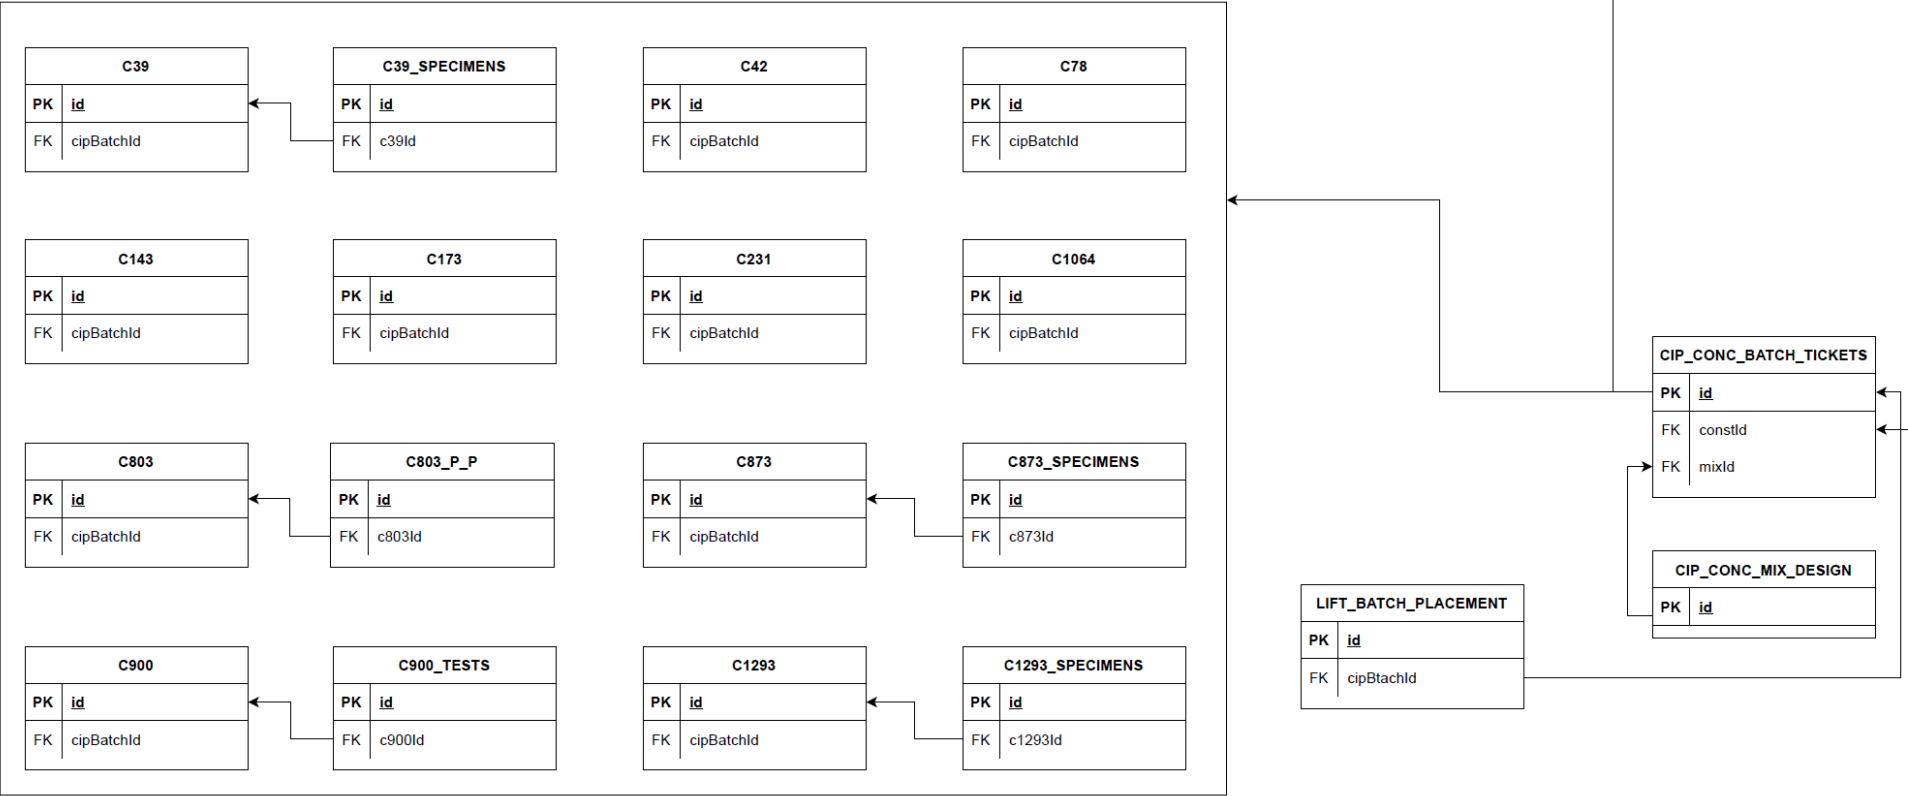 C39
PK id
FK cipBatchId
C39_SPECIMENS
PK id
FK c39Id
C42
PK id
FK cipBatchId
C78
PK id
FK cipBatchId
C143
PK id
FK cipBatchId
C173
PK id
FK cipBatchId
C231
PK id
FK cipBatchId
C1064
PK id
FK cipBatchId
C803
PK id
FK cipBatchId
C803_P_P
PK id
FK c803Id
C873
PK id
FK cipBatchId
C873_SPECIMENS
PK id
FK c873Id
C900
PK id
FK cipBatchId
C900_TESTS
PK id
FK c900Id
C1293
PK id
FK cipBatchId
C1293_SPECIMENS
PK id
FK c1293Id
CIP_CONC_BATCH_TICKETS
PK id
FK constId
FK mixId
CIP_CONC_MIX_DESIGN
PK id
LIFT_BATCH_PLACEMENT
PK id
FK cipBtachId